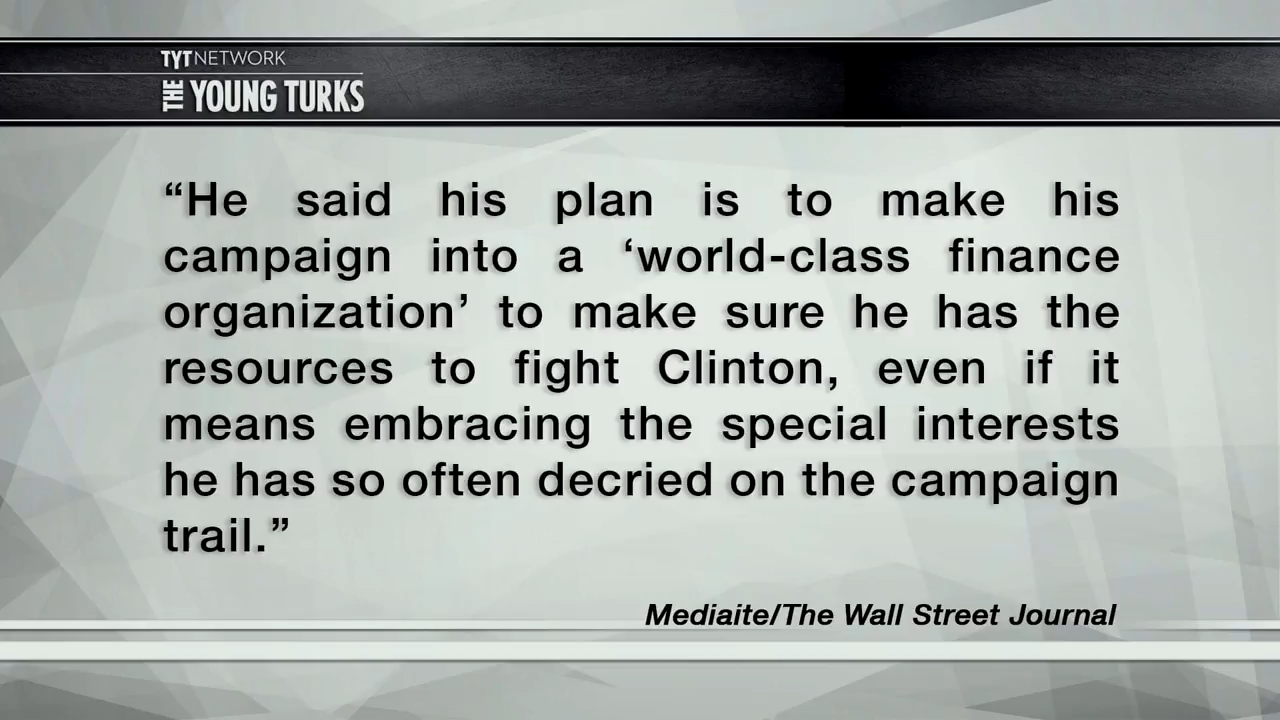 TYT NETWORK
THE YOUNG TURKS
“He said his plan is to make his
campaign into a ‘world-class finance
organization’ to make sure he has the
resources to fight Clinton, even if it
means embracing the special interests
he has so often decried on the campaign
trail.”
Mediaite/The Wall Street Journal